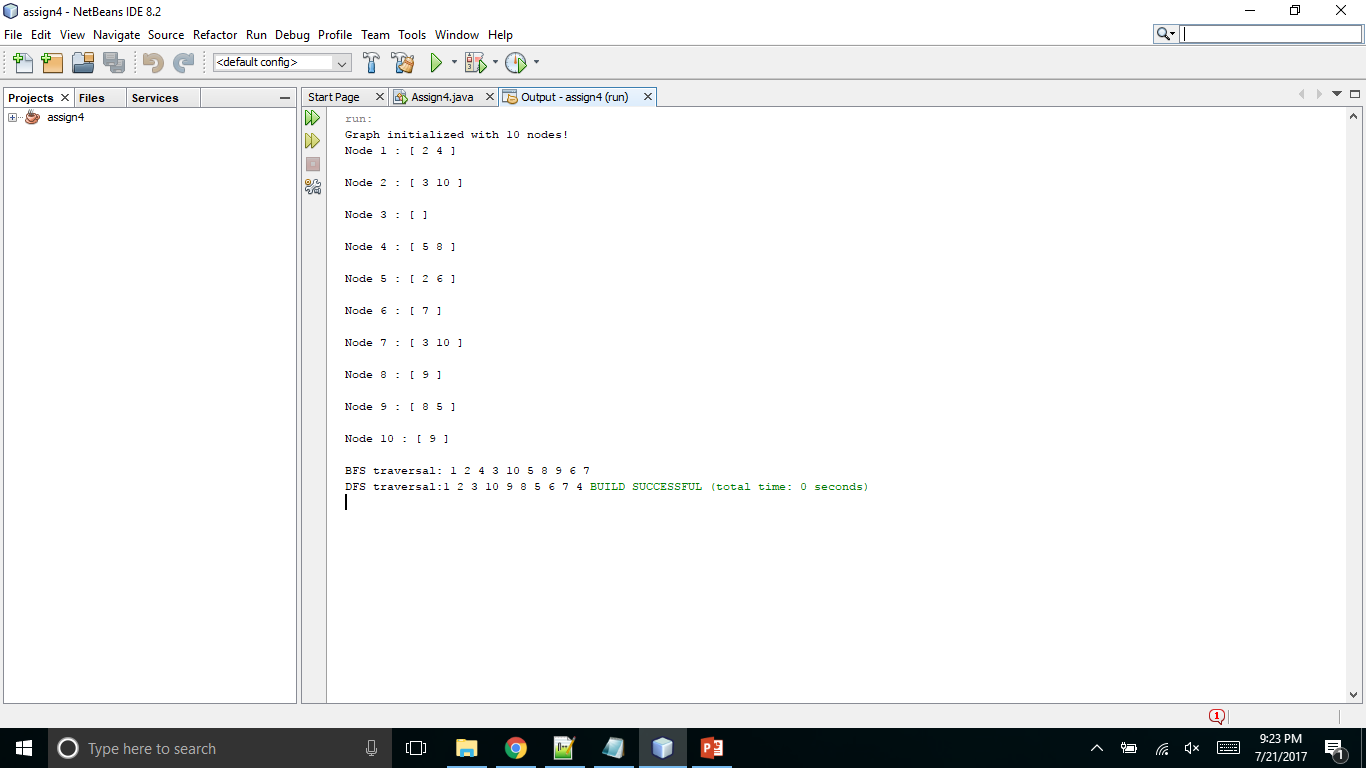 assign4 - NetBeans IDE 8.2
File Edit View Navigate Source Refactor Run Debug Profile Team Tools Window Help
<default config>
Projects Files Services
Start Page Assign4.java Output - assign4 (run)
assign4
run:
Graph initialized with 10 nodes!
Node 1 : [ 2 4 ]
Node 2 : [ 3 10 ]
Node 3 : [ ]
Node 4 : [ 5 8 ]
Node 5 : [ 2 6 ]
Node 6 : [ 7 ]
Node 7 : [ 3 10 ]
Node 8 : [ 9 ]
Node 9 : [ 8 5 ]
Node 10 : [ 9 ]
BFS traversal: 1 2 4 3 10 5 8 9 6 7
DFS traversal:1 2 3 10 9 8 5 6 7 4 BUILD SUCCESSFUL (total time: 0 seconds)
1
Type here to search
9:23 PM
7/21/2017
1